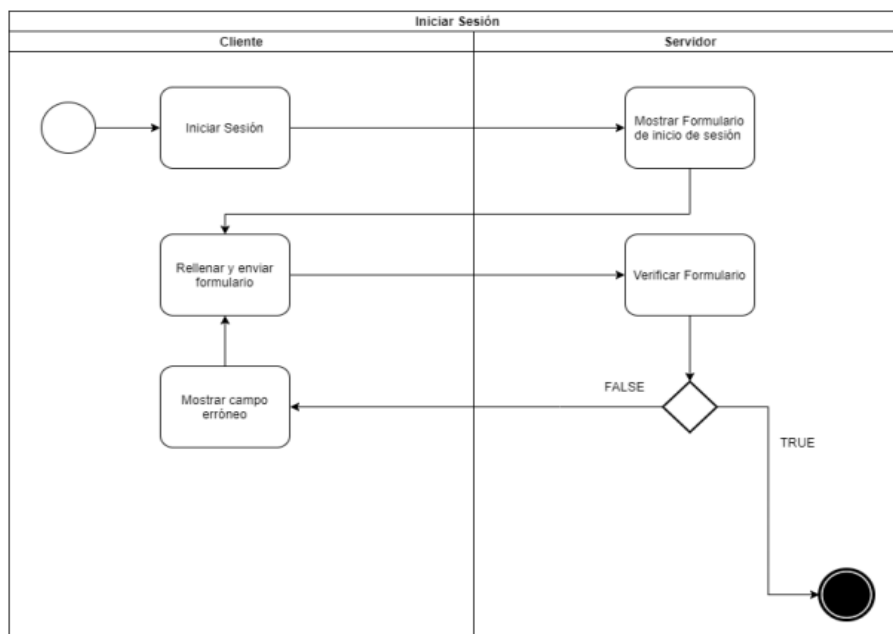 Iniciar Sesión
Cliente
Servidor
Iniciar Sesión
Mostrar Formulario
de inicio de sesión
Rellenar y enviar
formulario
Verificar Formulario
Mostrar campo
erróneo
FALSE
TRUE